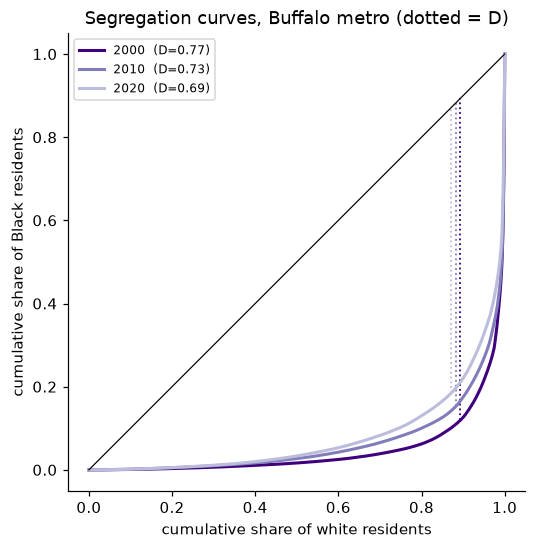 Segregation curves, Buffalo metro (dotted = D)
2000 (D=0.77)
2010 (D=0.73)
2020 (D=0.69)
cumulative share of Black residents
1.0
0.8
0.6
0.4
0.2
0.0
0.0 0.2 0.4 0.6 0.8 1.0
cumulative share of white residents